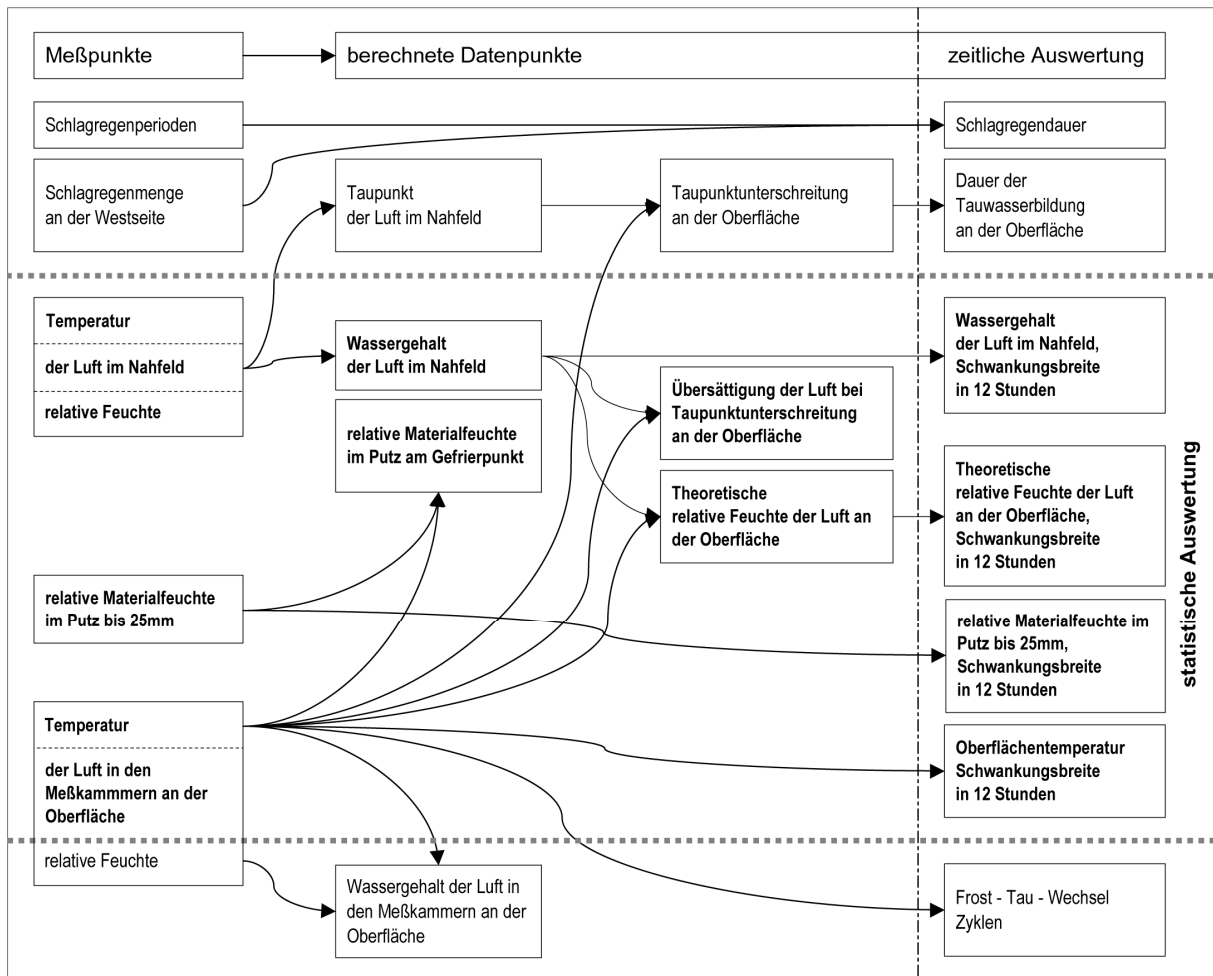 Meßpunkte
berechnete Datenpunkte
zeitliche Auswertung
Schlagregenperioden
Schlagregendauer
Schlagregenmenge
an der Westseite
Taupunkt
der Luft im Nahfeld
Taupunktunterschreitung
an der Oberfläche
Dauer der
Tauwasserbildung
an der Oberfläche
Temperatur
der Luft im Nahfeld
relative Feuchte
Wassergehalt
der Luft im Nahfeld
Wassergehalt
der Luft im Nahfeld,
Schwankungsbreite
in 12 Stunden
Übersättigung der Luft bei
Taupunktunterschreitung
an der Oberfläche
relative Materialfeuchte
im Putz am Gefrierpunkt
Theoretische
relative Feuchte der Luft an
der Oberfläche
Theoretische
relative Feuchte der Luft
an der Oberfläche,
Schwankungsbreite
in 12 Stunden
statistische Auswertung
relative Materialfeuchte
im Putz bis 25mm
relative Materialfeuchte im
Putz bis 25mm,
Schwankungsbreite
in 12 Stunden
Temperatur
der Luft in den
Meßkammmern an der
Oberfläche
relative Feuchte
Oberflächentemperatur
Schwankungsbreite
in 12 Stunden
Wassergehalt der Luft in
den Meßkammern an der
Oberfläche
Frost - Tau - Wechsel
Zyklen